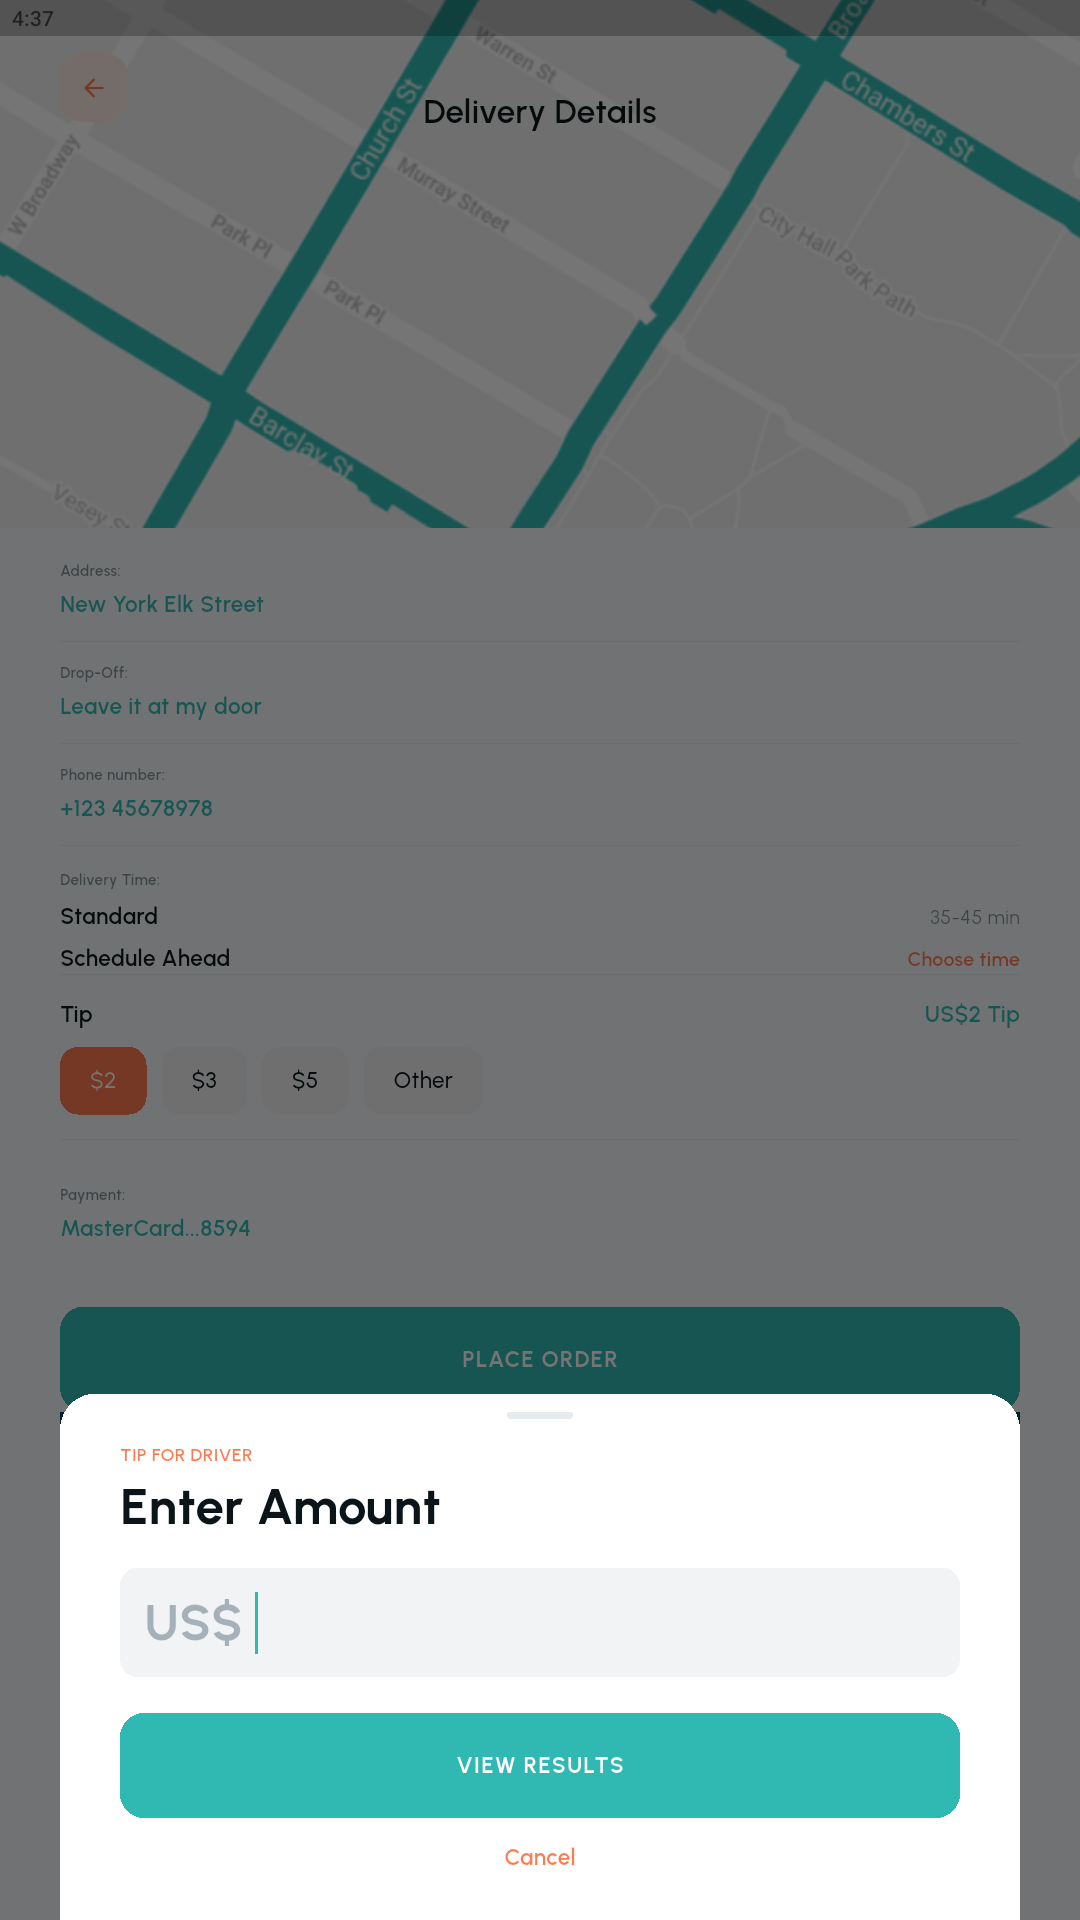 4:37
Warren St
Broa
Church St
Delivery Details
Chambers St
W Broadway
Murray Street
Park Pl
City Hall Park Path
Park Pl
Barclay St
Vesey St
Address:
New York Elk Street
Drop-Off:
Leave it at my door
Phone number:
+123 45678978
Delivery Time:
Standard 35-45 min
Schedule Ahead Choose time
Tip US$2 Tip
$2 $3 $5 Other
Payment:
MasterCard...8594
PLACE ORDER
TIP FOR DRIVER
Enter Amount
US$
VIEW RESULTS
Cancel